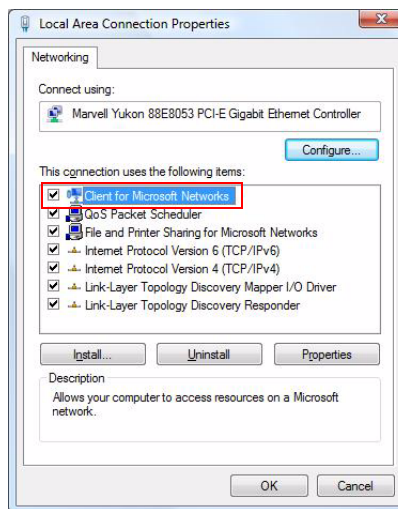 Local Area Connection Properties
Networking
Connect using:
Marvell Yukon 88E8053 PCI-E Gigabit Ethernet Controller
Configure...
This connection uses the following items:
Client for Microsoft Networks
QoS Packet Scheduler
File and Printer Sharing for Microsoft Networks
Internet Protocol Version 6 (TCP/IPv6)
Internet Protocol Version 4 (TCP/IPv4)
Link-Layer Topology Discovery Mapper I/O Driver
Link-Layer Topology Discovery Responder
Install...
Uninstall
Properties
Description
Allows your computer to access resources on a Microsoft
network.
OK
Cancel